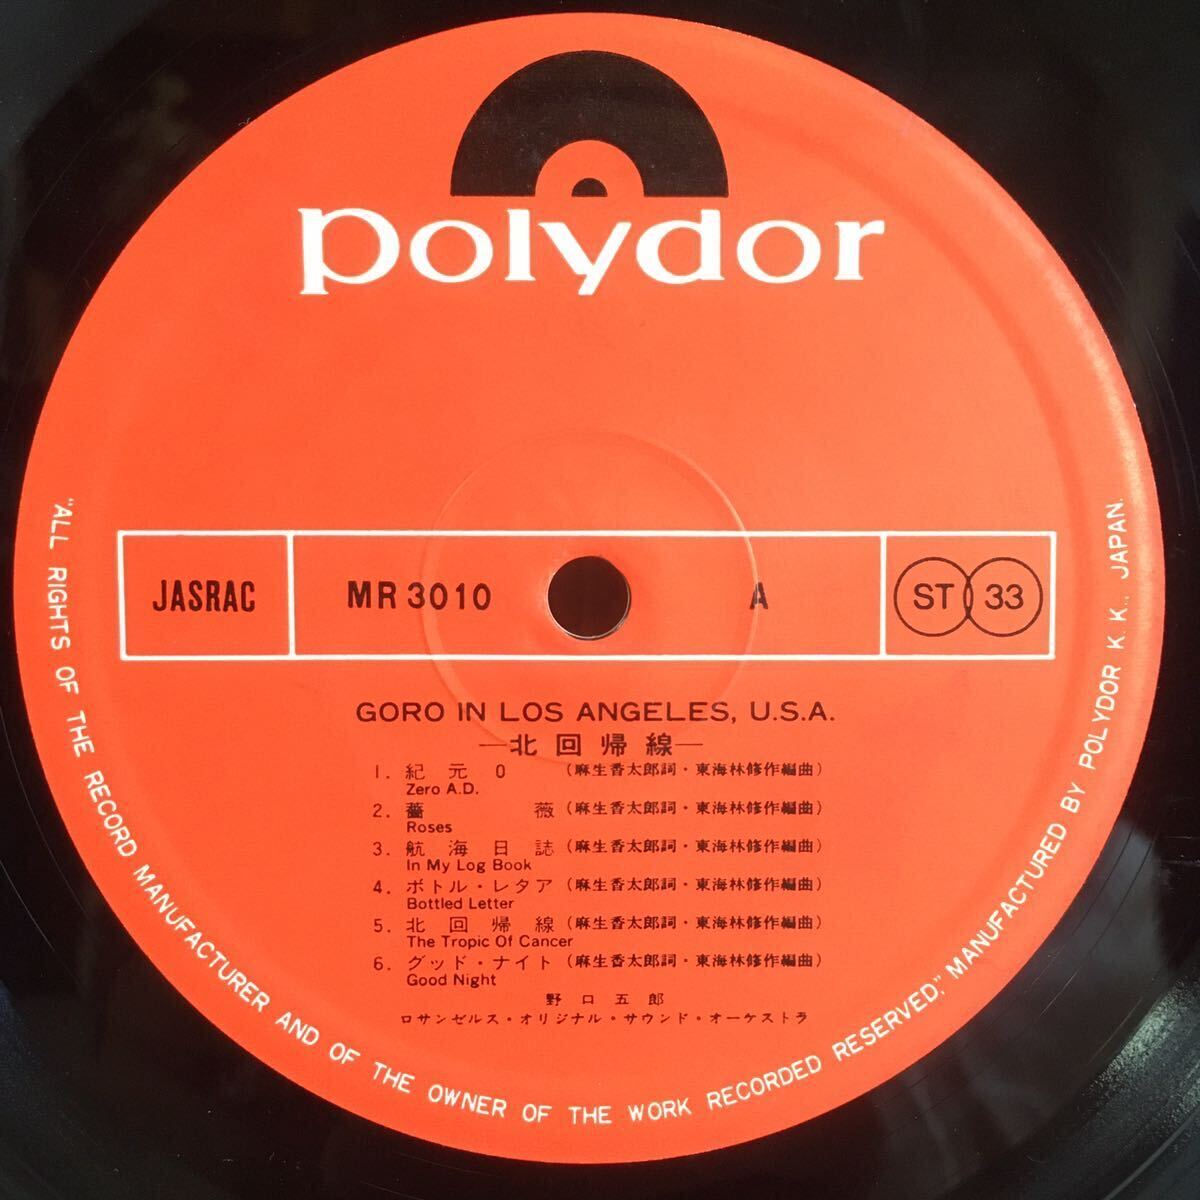 Polydor
JASRAC MR 3010 A ST 33
GORO IN LOS ANGELES, U.S.A.
—北回帰線—
1. 紀元0 (麻生香太郎詞・東海林修作編曲)
Zero A.D.
2. 薔薇 (麻生香太郎詞・東海林修作編曲)
Roses
3. 航海日誌 (麻生香太郎詞・東海林修作編曲)
In My Log Book
4. ボトル・レタア (麻生香太郎詞・東海林修作編曲)
Bottled Letter
5. 北回帰線 (麻生香太郎詞・東海林修作編曲)
The Tropic Of Cancer
6. グッド・ナイト (麻生香太郎詞・東海林修作編曲)
Good Night
野口五郎
ロサンゼルス・オリジナル・サウンド・オーケストラ
"ALL RIGHTS OF THE RECORD MANUFACTURER AND OF THE OWNER OF THE WORK RECORDED RESERVED," MANUFACTURED BY POLYDOR K. K., JAPAN.